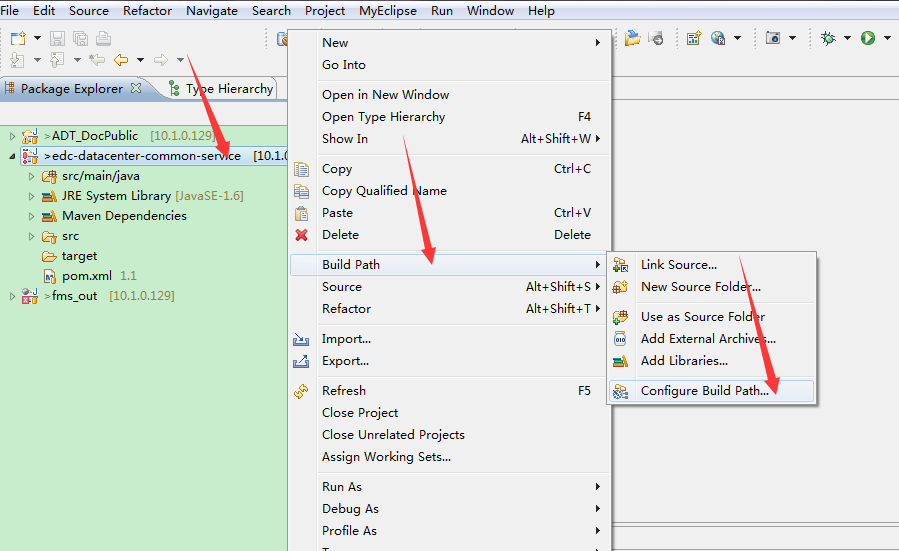 File Edit Source Refactor Navigate Search Project MyEclipse Run Window Help
Package Explorer Type Hierarchy
>ADT_DocPublic [10.1.0.129]
>edc-datacenter-common-service [10.1.0
src/main/java
JRE System Library [JavaSE-1.6]
Maven Dependencies
src
target
pom.xml 1.1
>fms_out [10.1.0.129]
New
Go Into
Open in New Window
Open Type Hierarchy F4
Show In Alt+Shift+W
Copy Ctrl+C
Copy Qualified Name
Paste Ctrl+V
Delete Delete
Build Path
Source Alt+Shift+S
Refactor Alt+Shift+T
Import...
Export...
Refresh F5
Close Project
Close Unrelated Projects
Assign Working Sets...
Run As
Debug As
Profile As
Link Source...
New Source Folder...
Use as Source Folder
Add External Archives...
Add Libraries...
Configure Build Path...